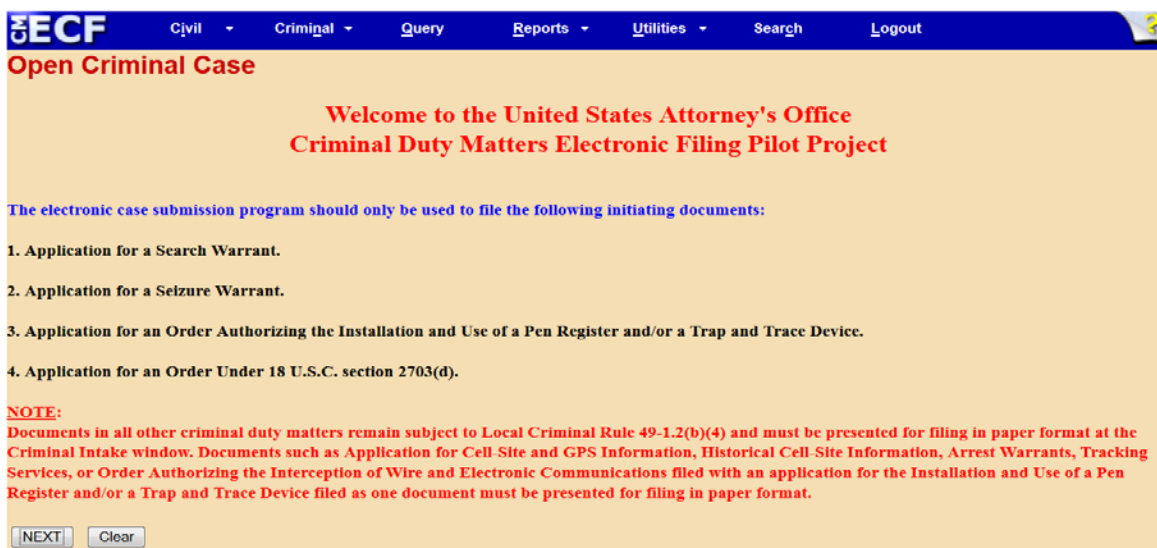 CM ECF Civil Criminal Query Reports Utilities Search Logout ?
Open Criminal Case
Welcome to the United States Attorney's Office
Criminal Duty Matters Electronic Filing Pilot Project
The electronic case submission program should only be used to file the following initiating documents:
1. Application for a Search Warrant.
2. Application for a Seizure Warrant.
3. Application for an Order Authorizing the Installation and Use of a Pen Register and/or a Trap and Trace Device.
4. Application for an Order Under 18 U.S.C. section 2703(d).
NOTE:
Documents in all other criminal duty matters remain subject to Local Criminal Rule 49-1.2(b)(4) and must be presented for filing in paper format at the
Criminal Intake window. Documents such as Application for Cell-Site and GPS Information, Historical Cell-Site Information, Arrest Warrants, Tracking
Services, or Order Authorizing the Interception of Wire and Electronic Communications filed with an application for the Installation and Use of a Pen
Register and/or a Trap and Trace Device filed as one document must be presented for filing in paper format.
NEXT Clear